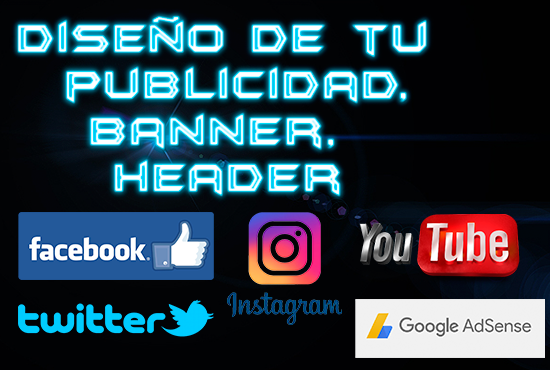 DISEÑO DE TU
PUBLICIDAD,
BANNER,
HEADER
facebook.
Instagram
YouTube
twitter
Google AdSense